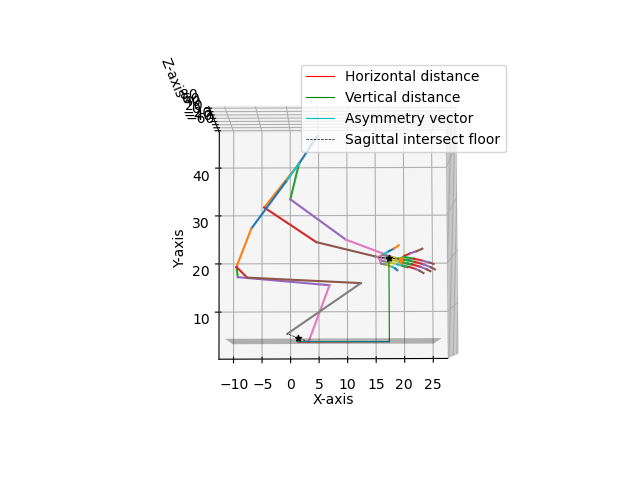 Z-axis
Horizontal distance
Vertical distance
Asymmetry vector
Sagittal intersect floor
40
30
Y-axis
20
10
−10 −5 0 5 10 15 20 25
X-axis